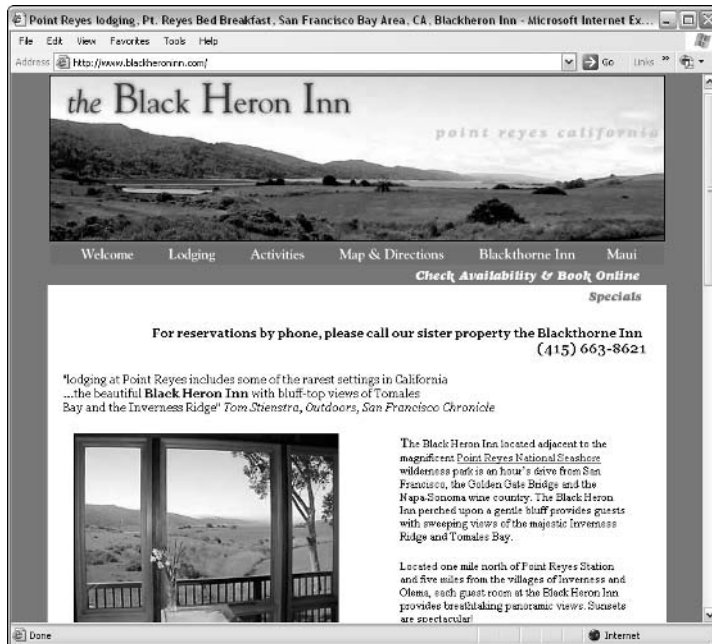 Point Reyes lodging, Pt. Reyes Bed Breakfast, San Francisco Bay Area, CA, Blackheron Inn - Microsoft Internet Ex...
File Edit View Favorites Tools Help
Address http://www.blackheroninn.com/ Go Links »
the Black Heron Inn
point reyes california
Welcome Lodging Activities Map & Directions Blackthorne Inn Maui
Check Availability & Book Online
Specials
For reservations by phone, please call our sister property the Blackthorne Inn
(415) 663-8621
"lodging at Point Reyes includes some of the rarest settings in California
...the beautiful Black Heron Inn with bluff-top views of Tomales
Bay and the Inverness Ridge" Tom Stienstra, Outdoors, San Francisco Chronicle
The Black Heron Inn located adjacent to the
magnificent Point Reyes National Seashore
wilderness park is an hour's drive from San
Francisco, the Golden Gate Bridge and the
Napa-Sonoma wine country. The Black Heron
Inn perched upon a gentle bluff provides guests
with sweeping views of the majestic Inverness
Ridge and Tomales Bay.
Located one mile north of Point Reyes Station
and five miles from the villages of Inverness and
Olema, each guest room at the Black Heron Inn
provides breathtaking panoramic views. Sunsets
are spectacular!
Done Internet